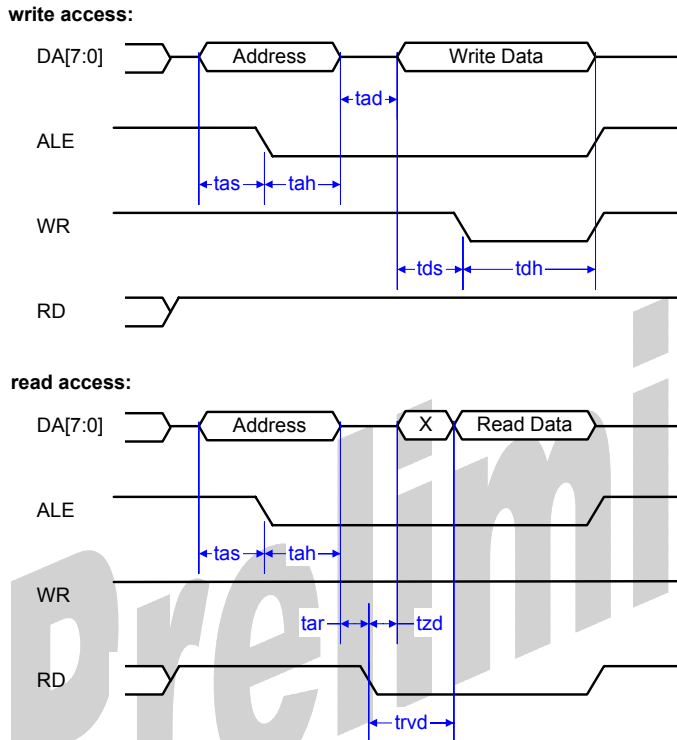 write access:
DA[7:0] Address Write Data
tad
ALE
tas tah
WR
tds tdh
RD
read access:
DA[7:0] Address X Read Data
ALE
tas tah
WR
tar tzd
RD
trvd
Prelimi